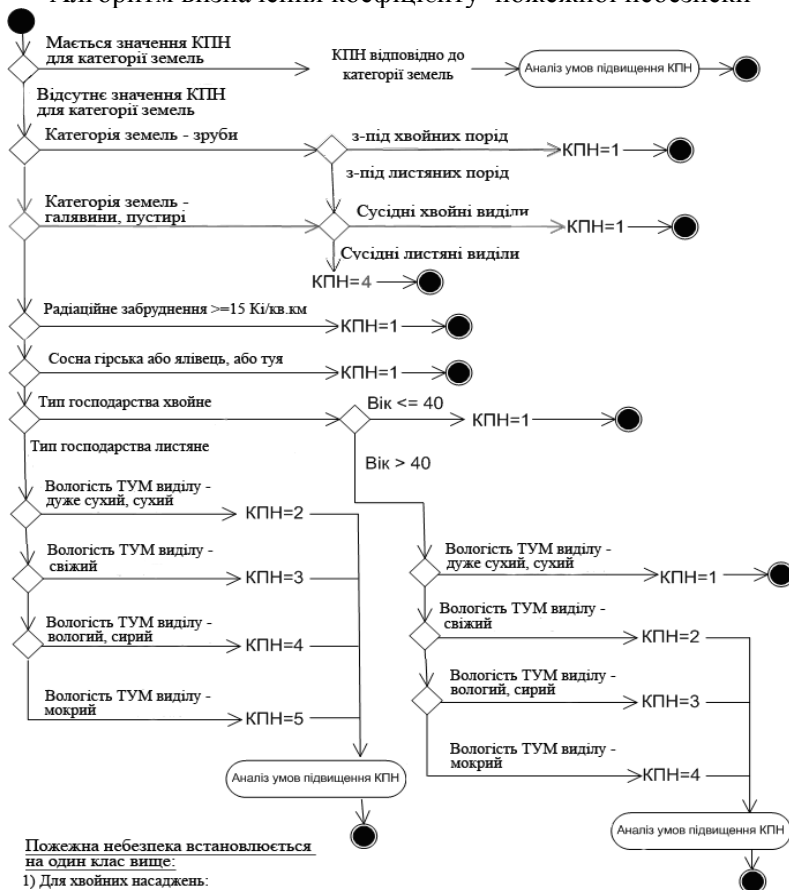 Алгоритм визначення коефіцієнту пожежної небезпеки
Мається значення КПН
для категорії земель
КПН відповідно до
категорії земель
Аналіз умов підвищення КПН
Відсутнє значення КПН
для категорії земель
Категорія земель - зруби
з-під хвойних порід
КПН=1
з-під листяних порід
Категорія земель -
галявини, пустирі
Сусідні хвойні виділи
КПН=1
Сусідні листяні виділи
КПН=4
Радіаційне забруднення >=15 Кі/кв.км
КПН=1
Сосна гірська або ялівець, або туя
КПН=1
Тип господарства хвойне
Вік <= 40
КПН=1
Тип господарства листяне
Вік > 40
Вологість ТУМ виділу -
дуже сухий, сухий
КПН=2
Вологість ТУМ виділу -
свіжий
КПН=3
Вологість ТУМ виділу -
вологий, сирий
КПН=4
Вологість ТУМ виділу -
мокрий
КПН=5
Аналіз умов підвищення КПН
Вологість ТУМ виділу -
дуже сухий, сухий
КПН=1
Вологість ТУМ виділу -
свіжий
КПН=2
Вологість ТУМ виділу -
вологий, сирий
КПН=3
Вологість ТУМ виділу -
мокрий
КПН=4
Аналіз умов підвищення КПН
Пожежна небезпека встановлюється
на один клас вище:
1) Для хвойних насаджень: